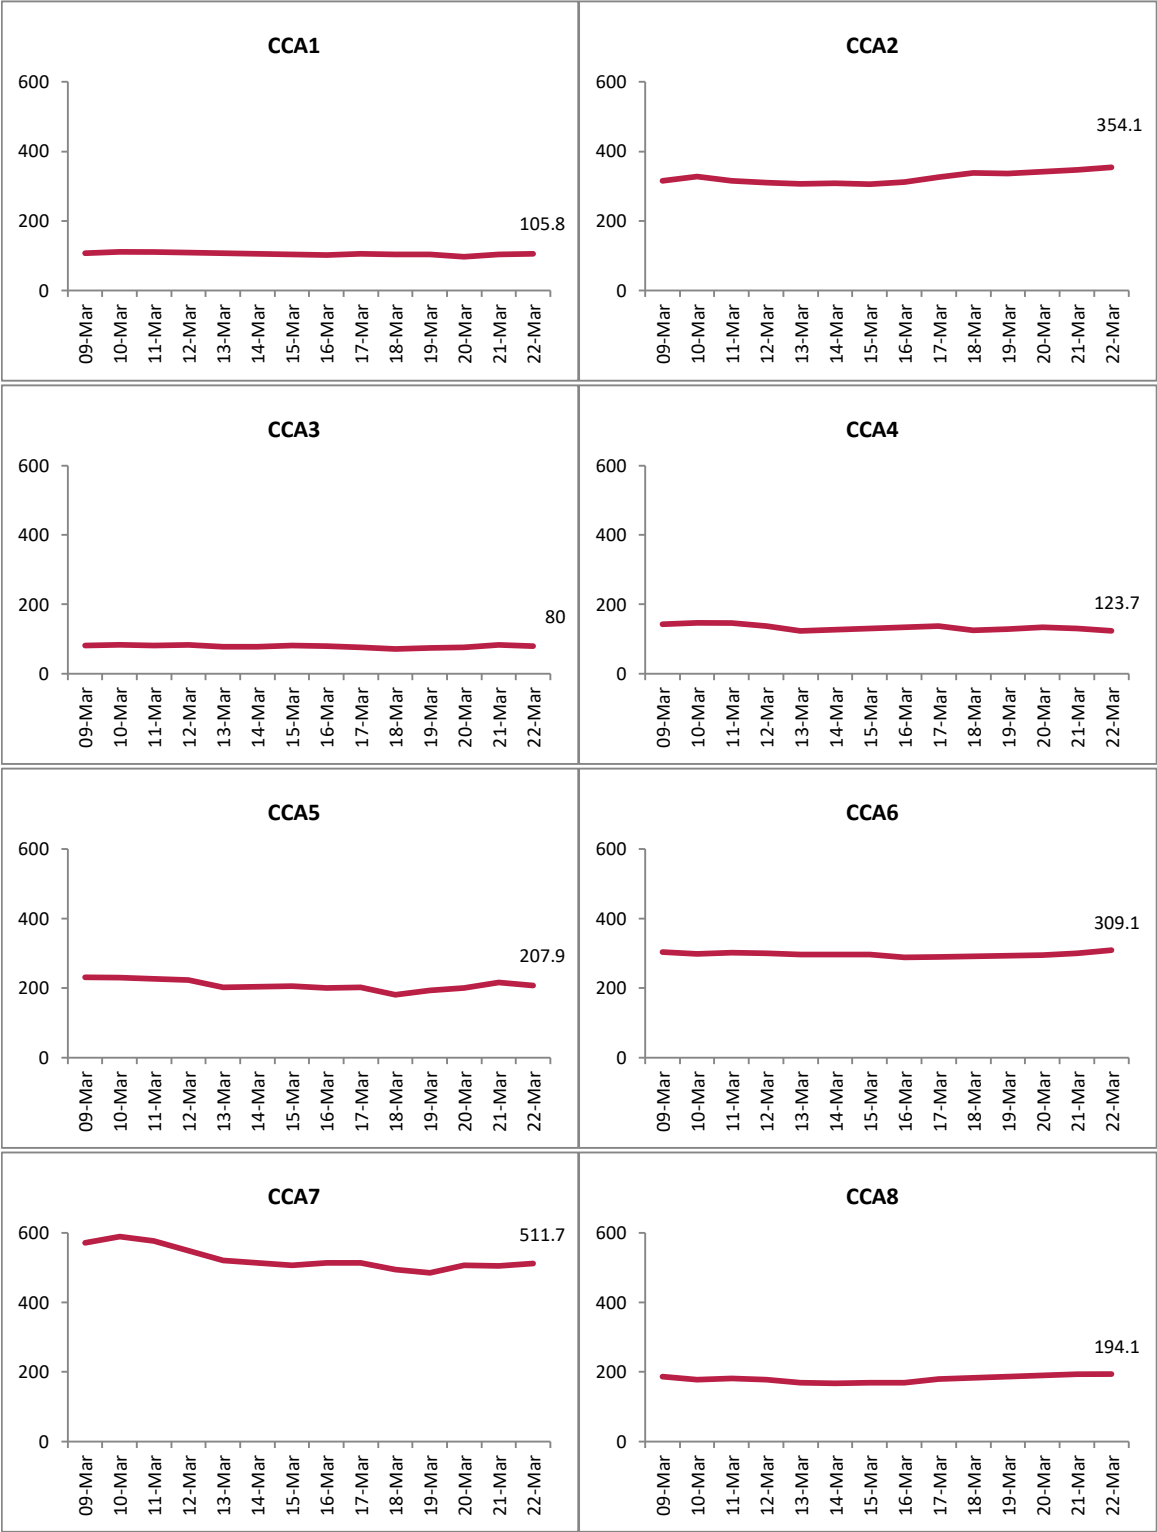 CCA1
600
400
200
0
105.8
09-Mar
10-Mar
11-Mar
12-Mar
13-Mar
14-Mar
15-Mar
16-Mar
17-Mar
18-Mar
19-Mar
20-Mar
21-Mar
22-Mar
CCA2
600
400
200
0
354.1
09-Mar
10-Mar
11-Mar
12-Mar
13-Mar
14-Mar
15-Mar
16-Mar
17-Mar
18-Mar
19-Mar
20-Mar
21-Mar
22-Mar
CCA3
600
400
200
0
80
09-Mar
10-Mar
11-Mar
12-Mar
13-Mar
14-Mar
15-Mar
16-Mar
17-Mar
18-Mar
19-Mar
20-Mar
21-Mar
22-Mar
CCA4
600
400
200
0
123.7
09-Mar
10-Mar
11-Mar
12-Mar
13-Mar
14-Mar
15-Mar
16-Mar
17-Mar
18-Mar
19-Mar
20-Mar
21-Mar
22-Mar
CCA5
600
400
200
0
207.9
09-Mar
10-Mar
11-Mar
12-Mar
13-Mar
14-Mar
15-Mar
16-Mar
17-Mar
18-Mar
19-Mar
20-Mar
21-Mar
22-Mar
CCA6
600
400
200
0
309.1
09-Mar
10-Mar
11-Mar
12-Mar
13-Mar
14-Mar
15-Mar
16-Mar
17-Mar
18-Mar
19-Mar
20-Mar
21-Mar
22-Mar
CCA7
600
400
200
0
511.7
09-Mar
10-Mar
11-Mar
12-Mar
13-Mar
14-Mar
15-Mar
16-Mar
17-Mar
18-Mar
19-Mar
20-Mar
21-Mar
22-Mar
CCA8
600
400
200
0
194.1
09-Mar
10-Mar
11-Mar
12-Mar
13-Mar
14-Mar
15-Mar
16-Mar
17-Mar
18-Mar
19-Mar
20-Mar
21-Mar
22-Mar